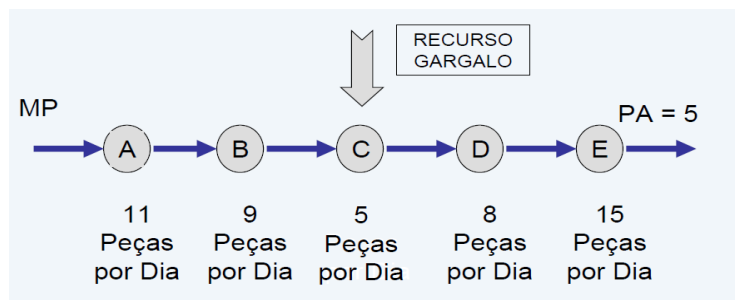 RECURSO
GARGALO
MP
PA = 5
A
B
C
D
E
11
Peças
por Dia
9
Peças
por Dia
5
Peças
por Dia
8
Peças
por Dia
15
Peças
por Dia